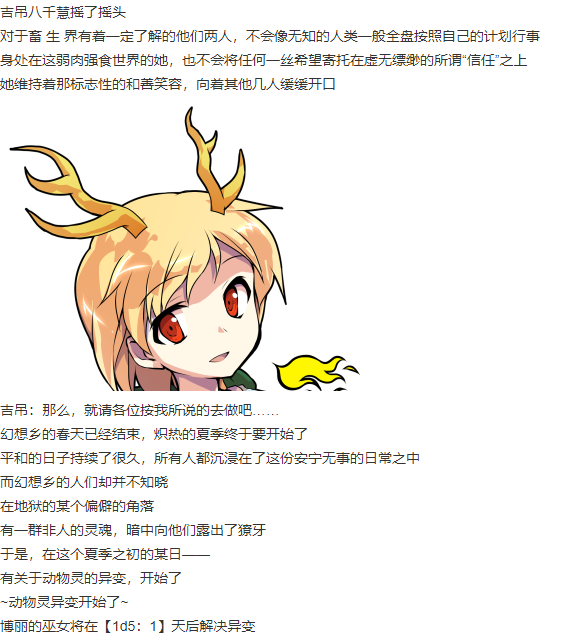 吉吊八千慧摇了摇头
对于畜 生 界有着一定了解的他们两人，不会像无知的人类一般全盘按照自己的计划行事
身处在这弱肉强食世界的她，也不会将任何一丝希望寄托在虚无缥缈的所谓“信任”之上
她维持着那标志性的和善笑容，向着其他几人缓缓开口
吉吊：那么，就请各位按我所说的去做吧……
幻想乡的春天已经结束，炽热的夏季终于要开始了
平和的日子持续了很久，所有人都沉浸在了这份安宁无事的日常之中
而幻想乡的人们却并不知晓
在地狱的某个偏僻的角落
有一群非人的灵魂，暗中向他们露出了獠牙
于是，在这个夏季之初的某日——
有关于动物灵的异变，开始了
~动物灵异变开始了~
博丽的巫女将在【1d5：1】天后解决异变